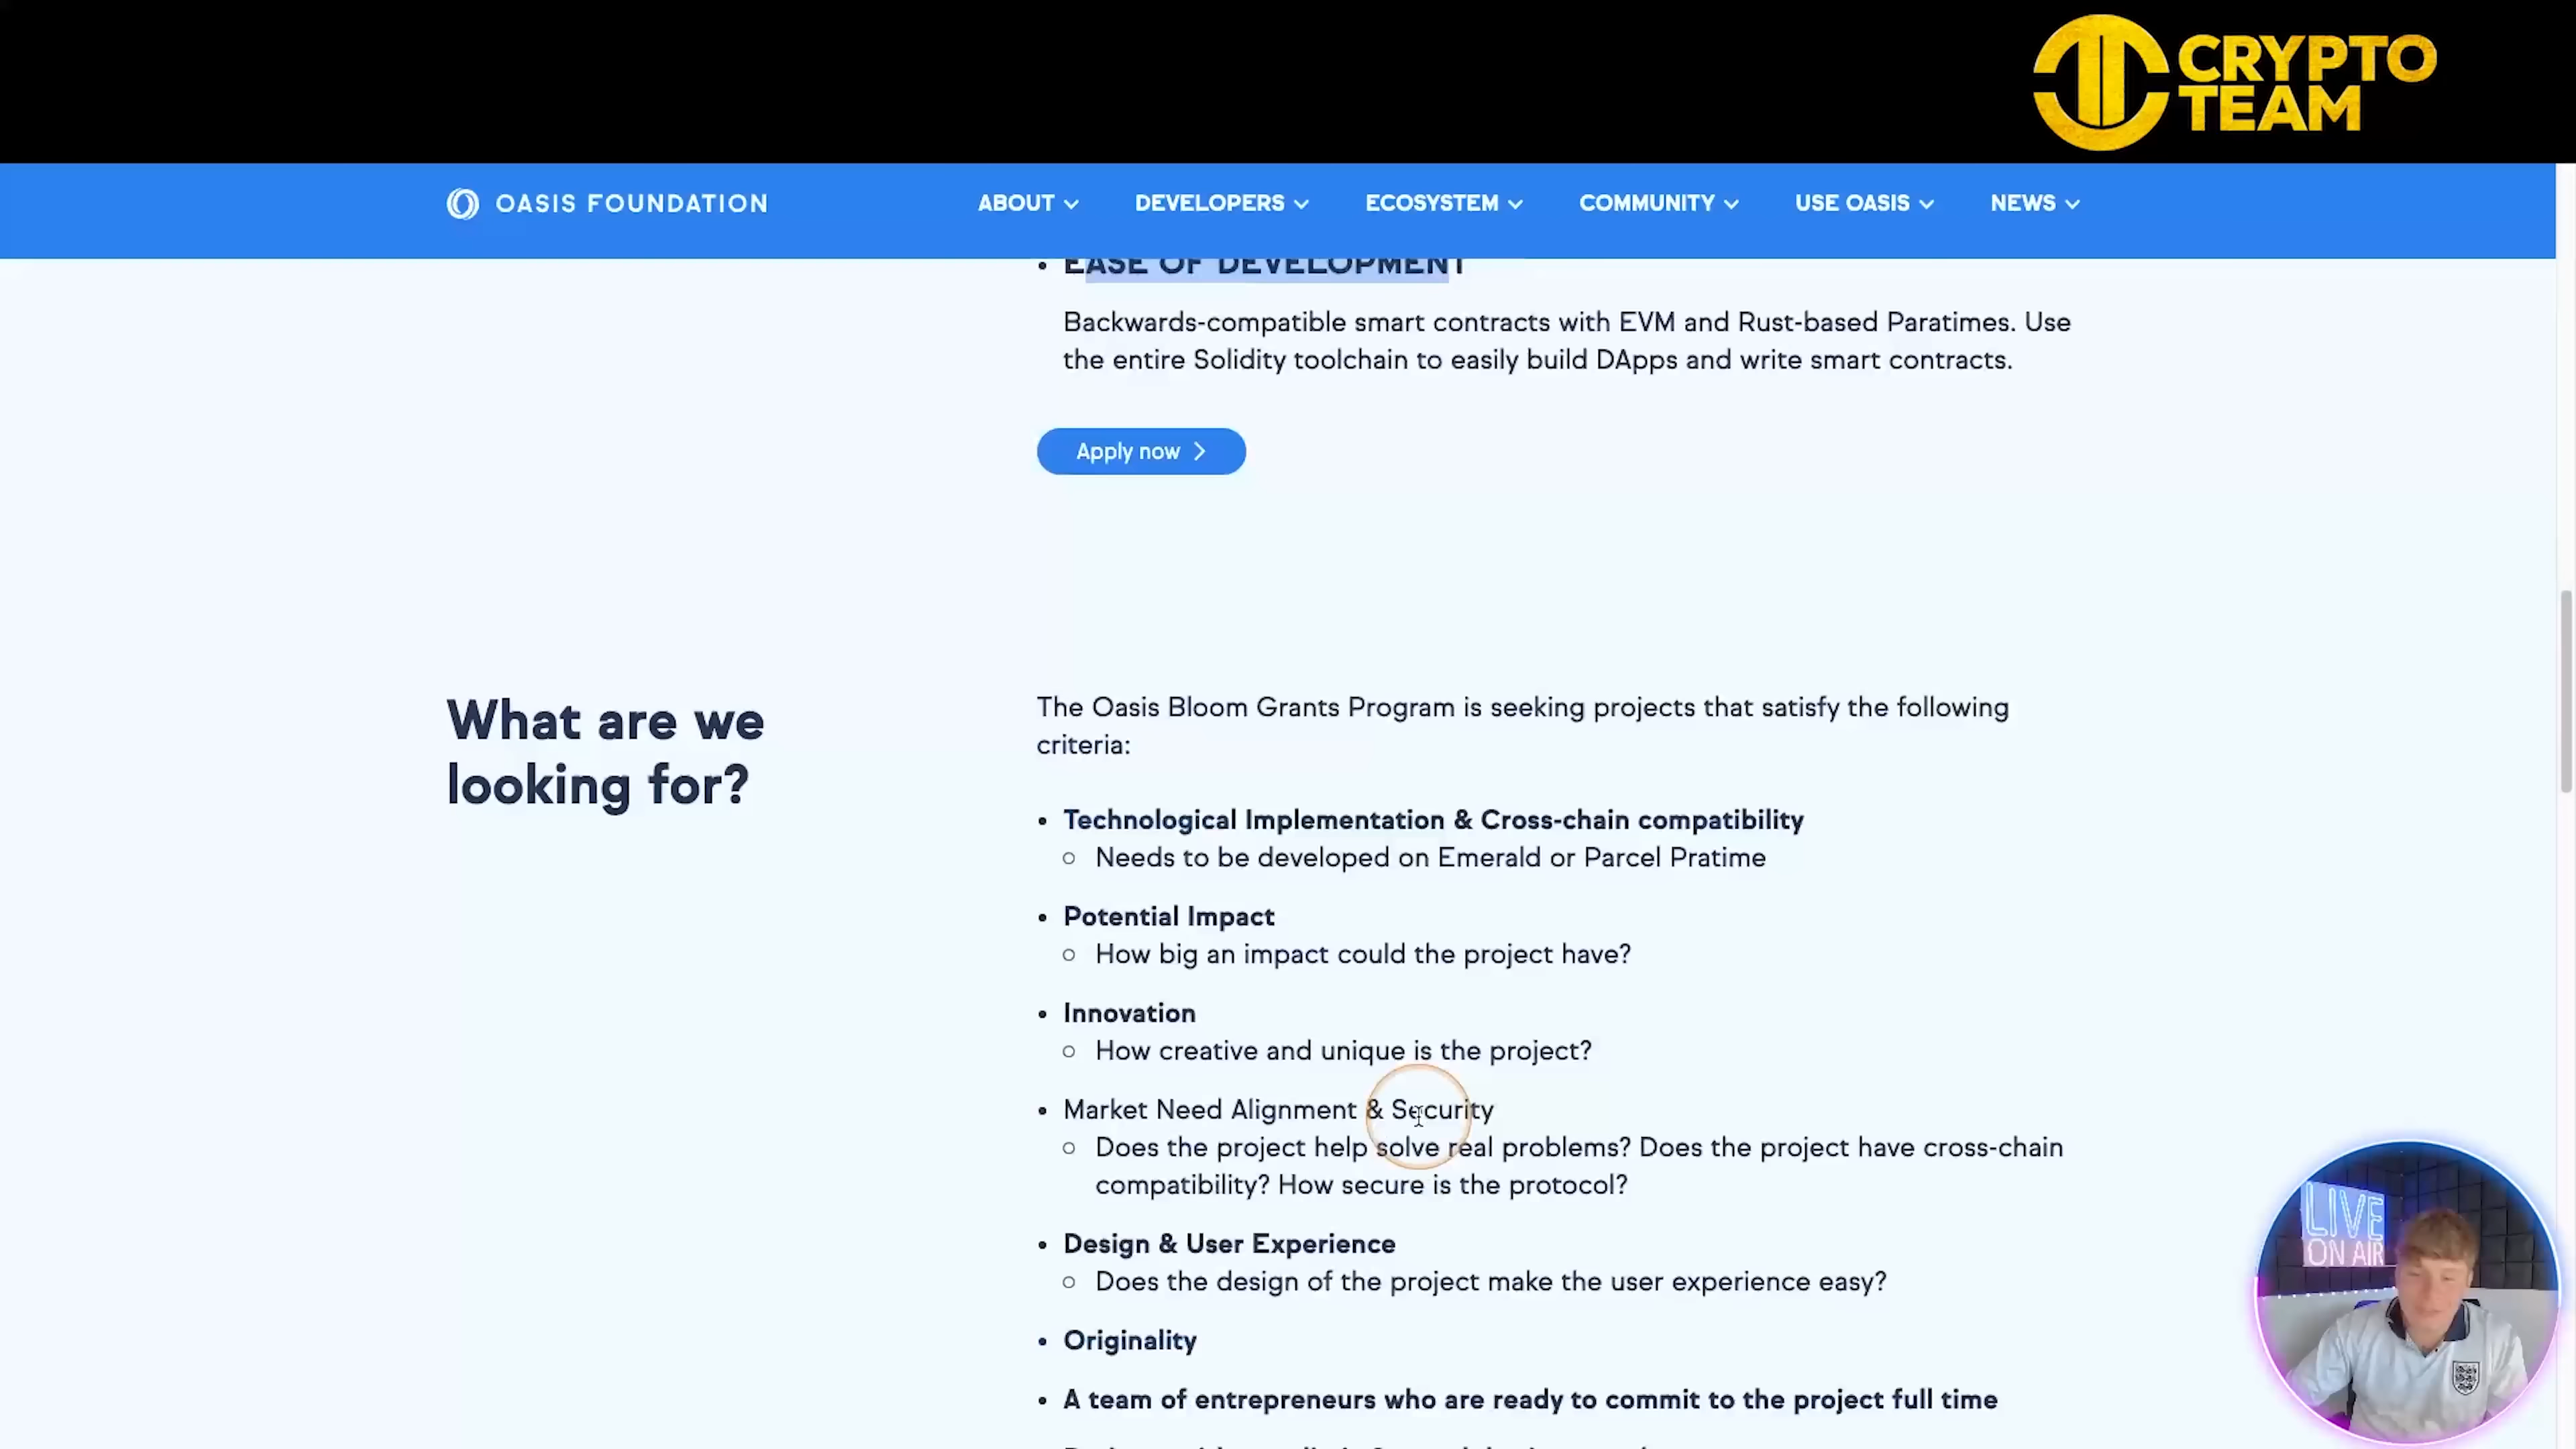 CRYPTO
TEAM
OASIS FOUNDATION
ABOUT
DEVELOPERS
ECOSYSTEM
COMMUNITY
USE OASIS
NEWS
EASE OF DEVELOPMENT
Backwards-compatible smart contracts with EVM and Rust-based Paratimes. Use
the entire Solidity toolchain to easily build DApps and write smart contracts.
Apply now
What are we
looking for?
The Oasis Bloom Grants Program is seeking projects that satisfy the following
criteria:
Technological Implementation & Cross-chain compatibility
Needs to be developed on Emerald or Parcel Pratime
Potential Impact
How big an impact could the project have?
Innovation
How creative and unique is the project?
Market Need Alignment & Security
Does the project help solve real problems? Does the project have cross-chain
compatibility? How secure is the protocol?
Design & User Experience
Does the design of the project make the user experience easy?
Originality
A team of entrepreneurs who are ready to commit to the project full time
LIVE
ON AIR